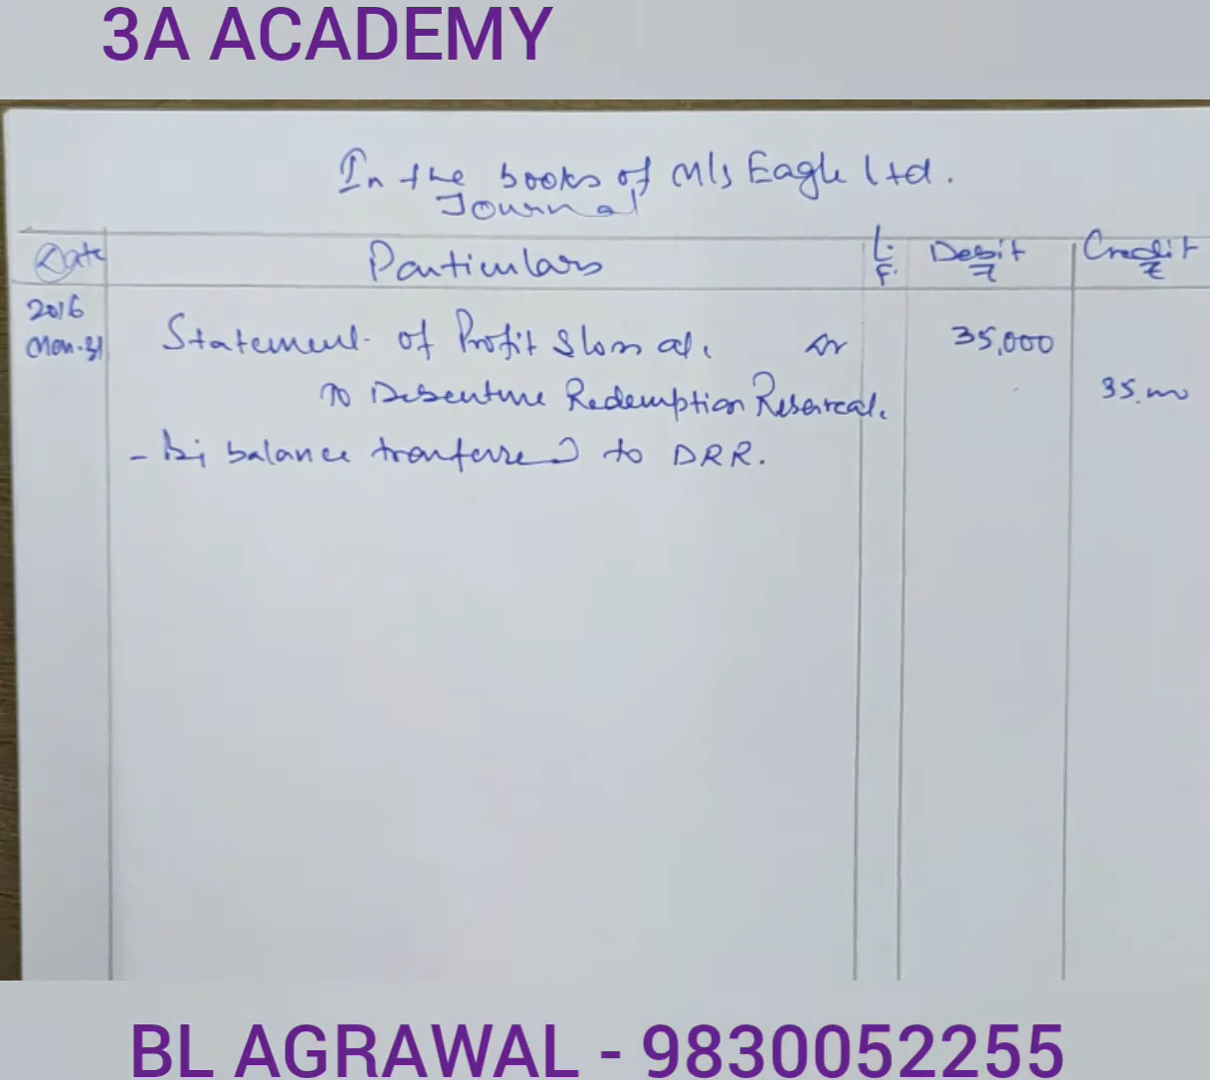 3A ACADEMY
In the books of M/s Eagle Ltd.
Journal
Date Particulars L.F. Debit ₹ Credit ₹
2016
Mar. 31 Statement of Profit & Loss a/c. Dr 35,000
To Debenture Redemption Reserve a/c. 35,000
- balance transferred to DRR.
BL AGRAWAL - 9830052255